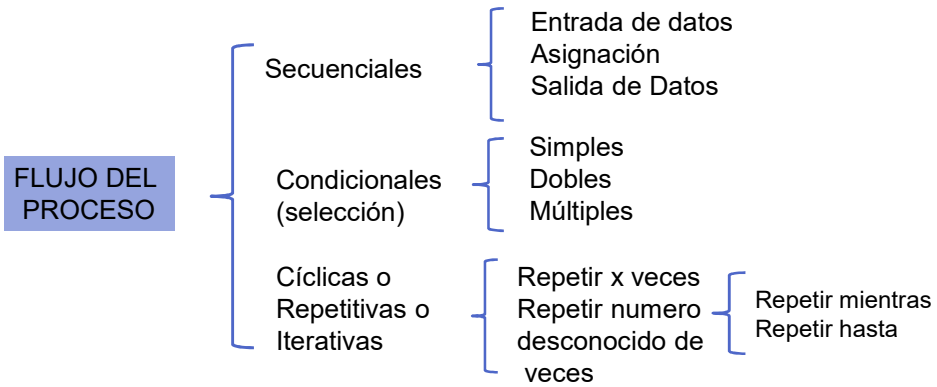 FLUJO DEL
PROCESO
Secuenciales
Entrada de datos
Asignación
Salida de Datos
Condicionales
(selección)
Simples
Dobles
Múltiples
Cíclicas o
Repetitivas o
Iterativas
Repetir x veces
Repetir numero
desconocido de
veces
Repetir mientras
Repetir hasta